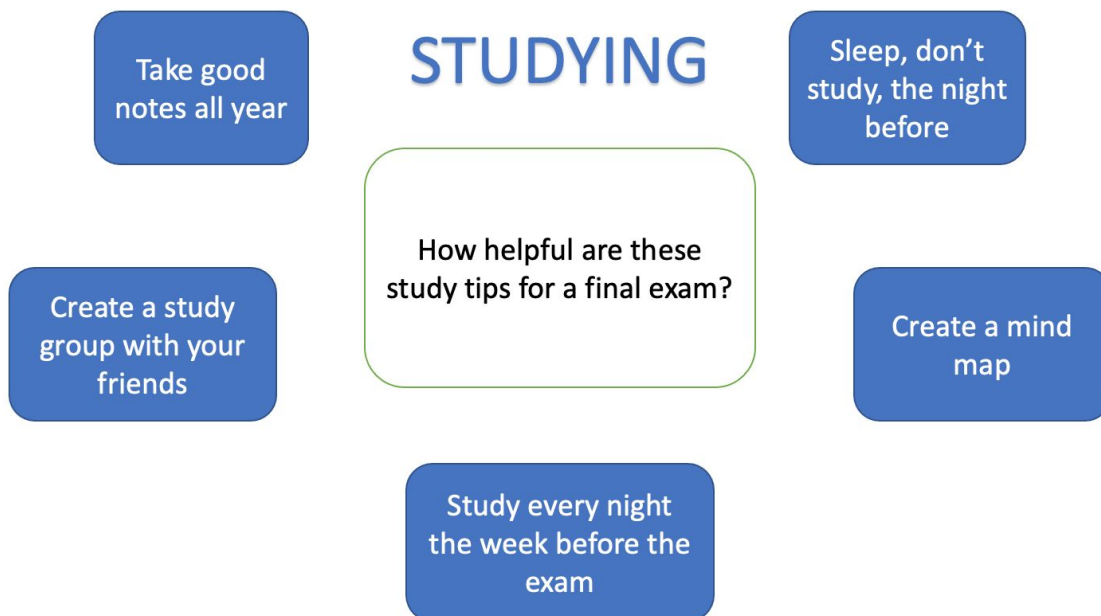 STUDYING
Take good
notes all year
Sleep, don’t
study, the night
before
How helpful are these
study tips for a final exam?
Create a study
group with your
friends
Create a mind
map
Study every night
the week before the
exam